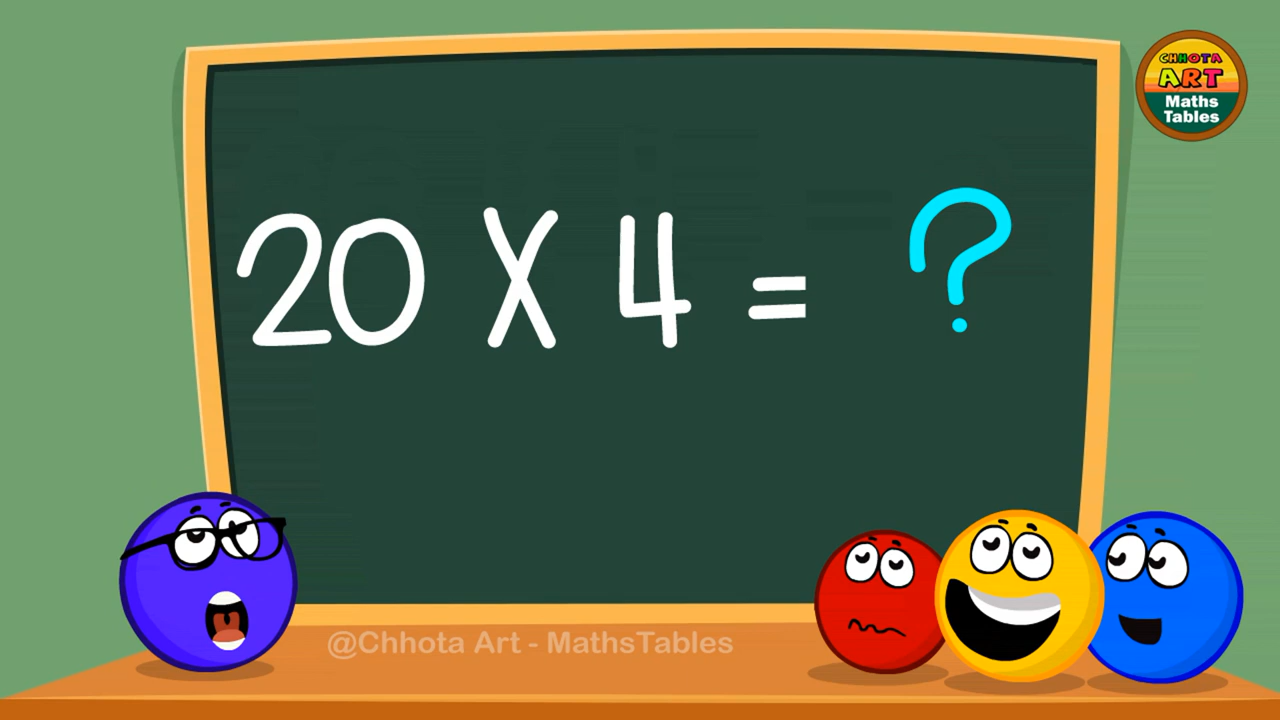 CHHOTA
ART
Maths
Tables
20 X 4 = ?
@Chhota Art - MathsTables